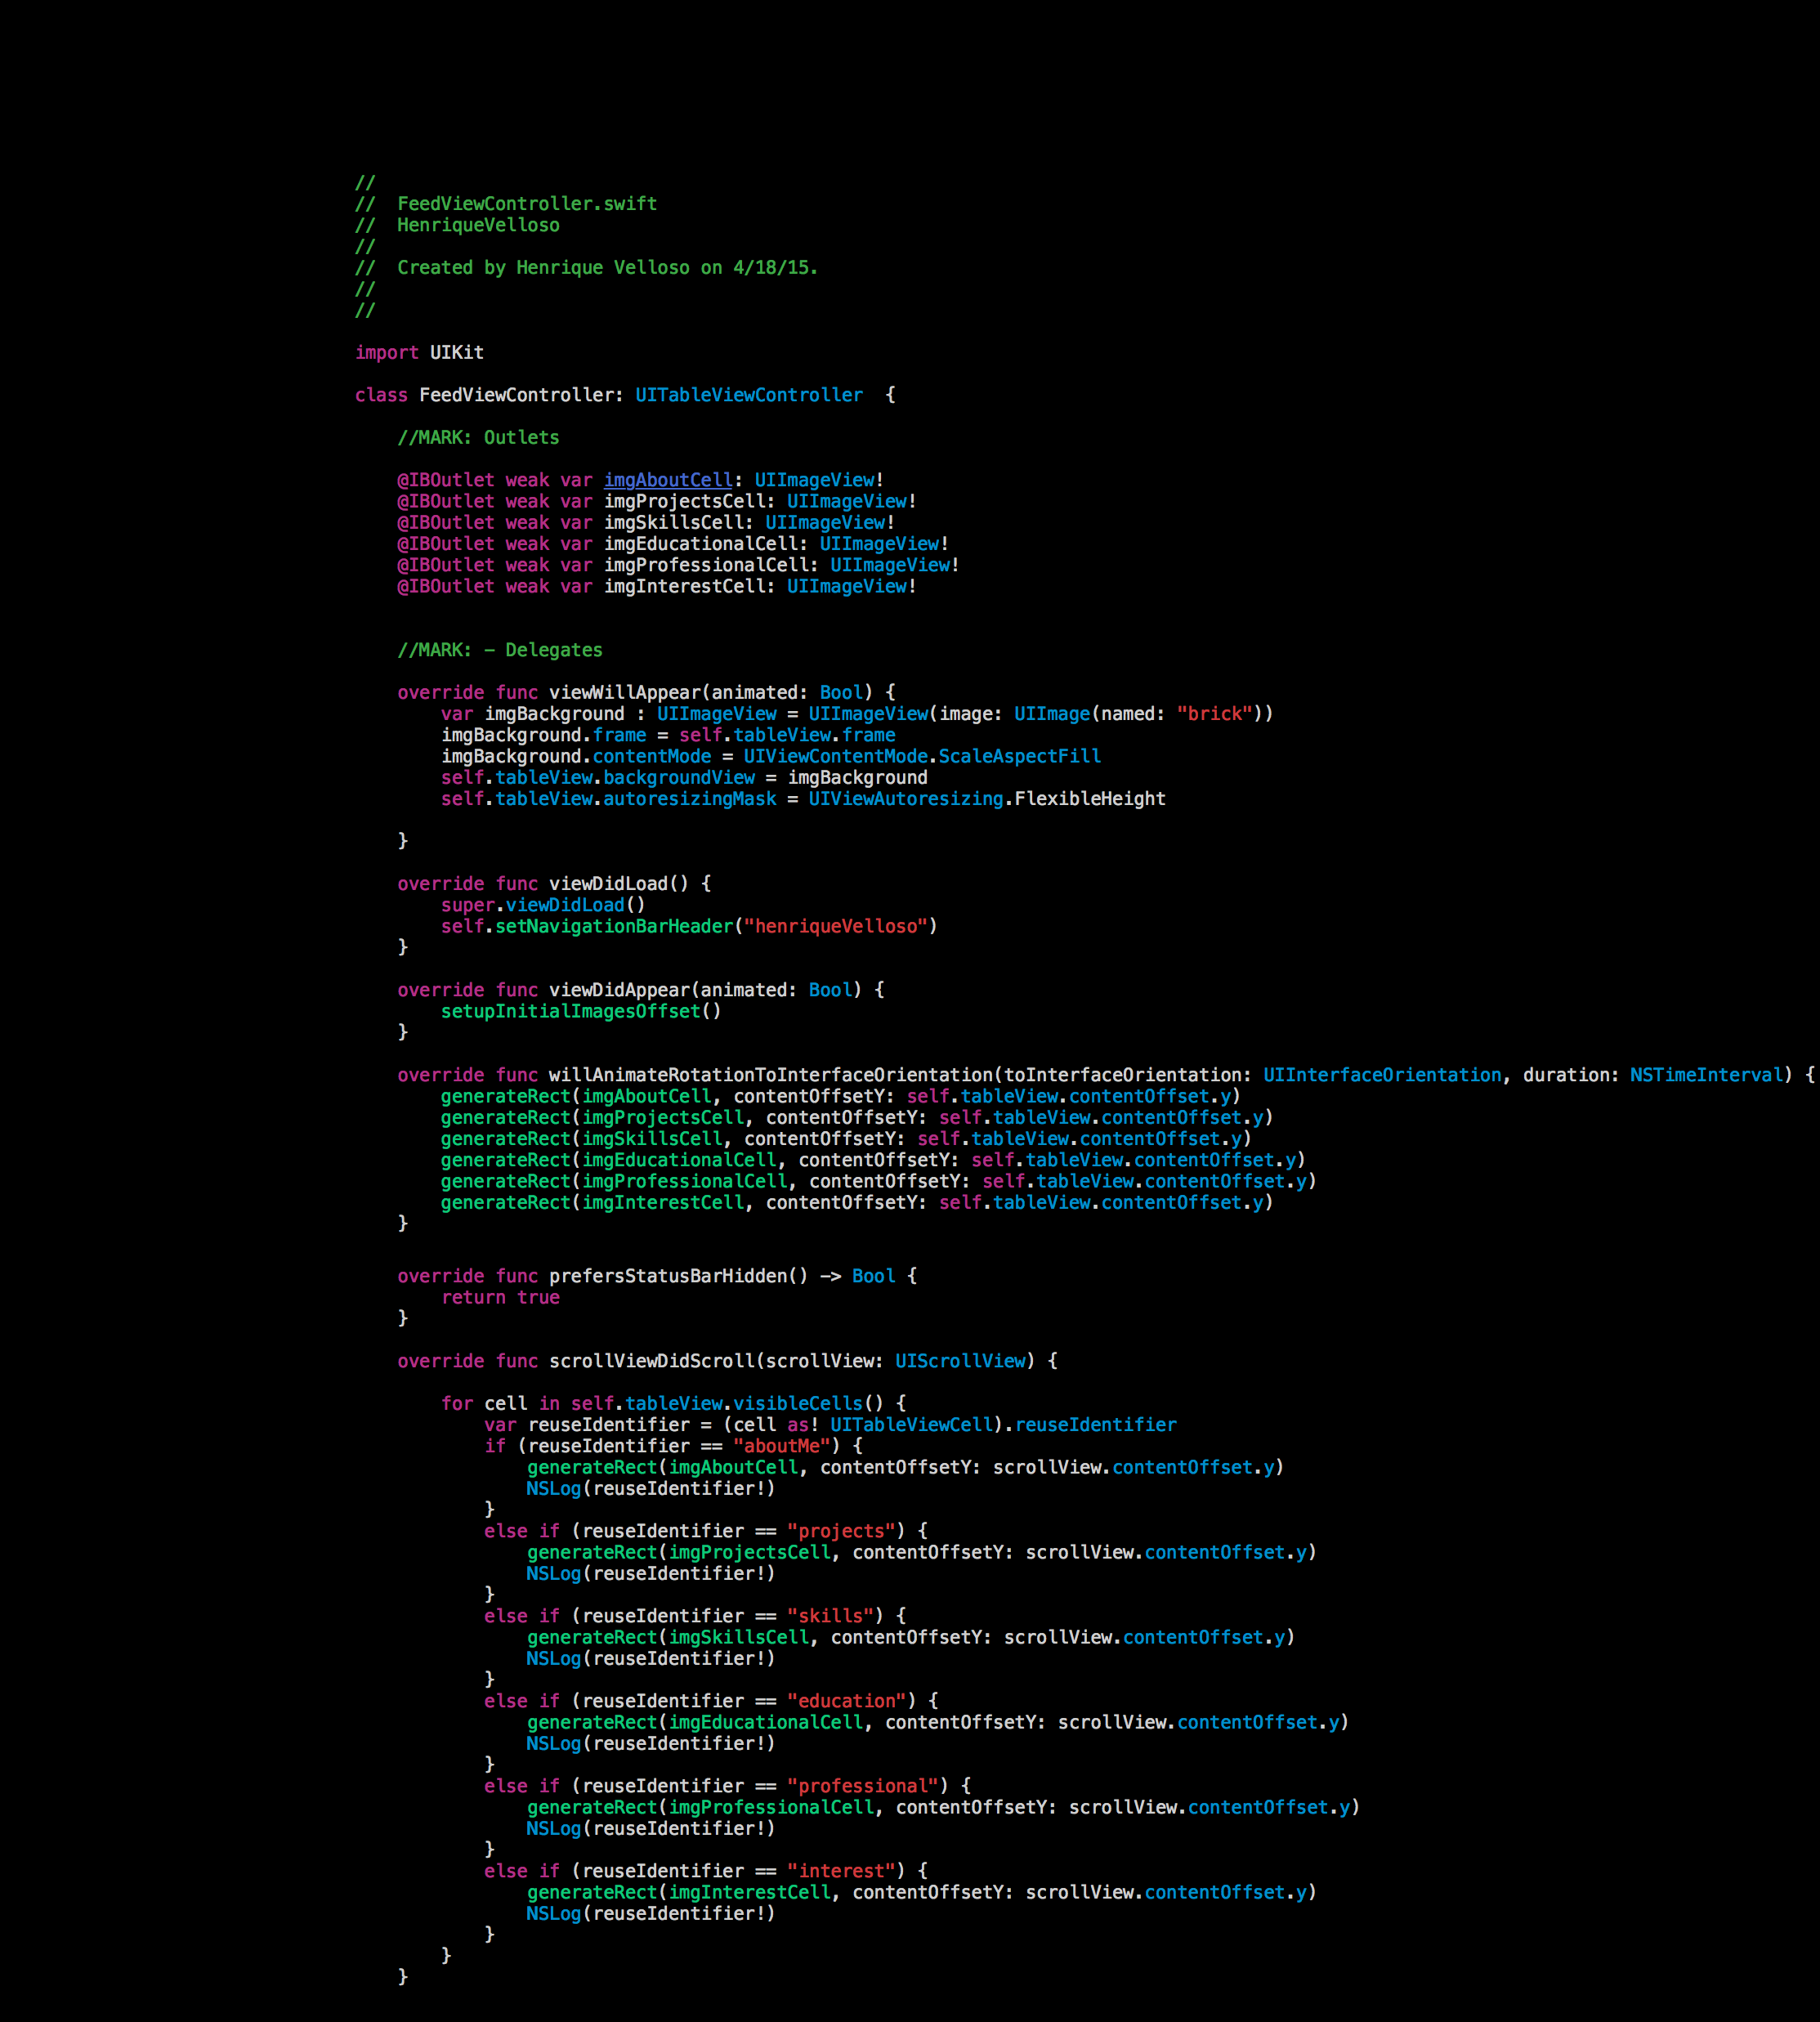 //
//  FeedViewController.swift
//  HenriqueVelloso
//
//  Created by Henrique Velloso on 4/18/15.
//
//

import UIKit

class FeedViewController: UITableViewController  {

    //MARK: Outlets

    @IBOutlet weak var imgAboutCell: UIImageView!
    @IBOutlet weak var imgProjectsCell: UIImageView!
    @IBOutlet weak var imgSkillsCell: UIImageView!
    @IBOutlet weak var imgEducationalCell: UIImageView!
    @IBOutlet weak var imgProfessionalCell: UIImageView!
    @IBOutlet weak var imgInterestCell: UIImageView!


    //MARK: - Delegates

    override func viewWillAppear(animated: Bool) {
        var imgBackground : UIImageView = UIImageView(image: UIImage(named: "brick"))
        imgBackground.frame = self.tableView.frame
        imgBackground.contentMode = UIViewContentMode.ScaleAspectFill
        self.tableView.backgroundView = imgBackground
        self.tableView.autoresizingMask = UIViewAutoresizing.FlexibleHeight

    }

    override func viewDidLoad() {
        super.viewDidLoad()
        self.setNavigationBarHeader("henriqueVelloso")
    }

    override func viewDidAppear(animated: Bool) {
        setupInitialImagesOffset()
    }

    override func willAnimateRotationToInterfaceOrientation(toInterfaceOrientation: UIInterfaceOrientation, duration: NSTimeInterval) {
        generateRect(imgAboutCell, contentOffsetY: self.tableView.contentOffset.y)
        generateRect(imgProjectsCell, contentOffsetY: self.tableView.contentOffset.y)
        generateRect(imgSkillsCell, contentOffsetY: self.tableView.contentOffset.y)
        generateRect(imgEducationalCell, contentOffsetY: self.tableView.contentOffset.y)
        generateRect(imgProfessionalCell, contentOffsetY: self.tableView.contentOffset.y)
        generateRect(imgInterestCell, contentOffsetY: self.tableView.contentOffset.y)
    }


    override func prefersStatusBarHidden() -> Bool {
        return true
    }

    override func scrollViewDidScroll(scrollView: UIScrollView) {

        for cell in self.tableView.visibleCells() {
            var reuseIdentifier = (cell as! UITableViewCell).reuseIdentifier
            if (reuseIdentifier == "aboutMe") {
                generateRect(imgAboutCell, contentOffsetY: scrollView.contentOffset.y)
                NSLog(reuseIdentifier!)
            }
            else if (reuseIdentifier == "projects") {
                generateRect(imgProjectsCell, contentOffsetY: scrollView.contentOffset.y)
                NSLog(reuseIdentifier!)
            }
            else if (reuseIdentifier == "skills") {
                generateRect(imgSkillsCell, contentOffsetY: scrollView.contentOffset.y)
                NSLog(reuseIdentifier!)
            }
            else if (reuseIdentifier == "education") {
                generateRect(imgEducationalCell, contentOffsetY: scrollView.contentOffset.y)
                NSLog(reuseIdentifier!)
            }
            else if (reuseIdentifier == "professional") {
                generateRect(imgProfessionalCell, contentOffsetY: scrollView.contentOffset.y)
                NSLog(reuseIdentifier!)
            }
            else if (reuseIdentifier == "interest") {
                generateRect(imgInterestCell, contentOffsetY: scrollView.contentOffset.y)
                NSLog(reuseIdentifier!)
            }
        }
    }